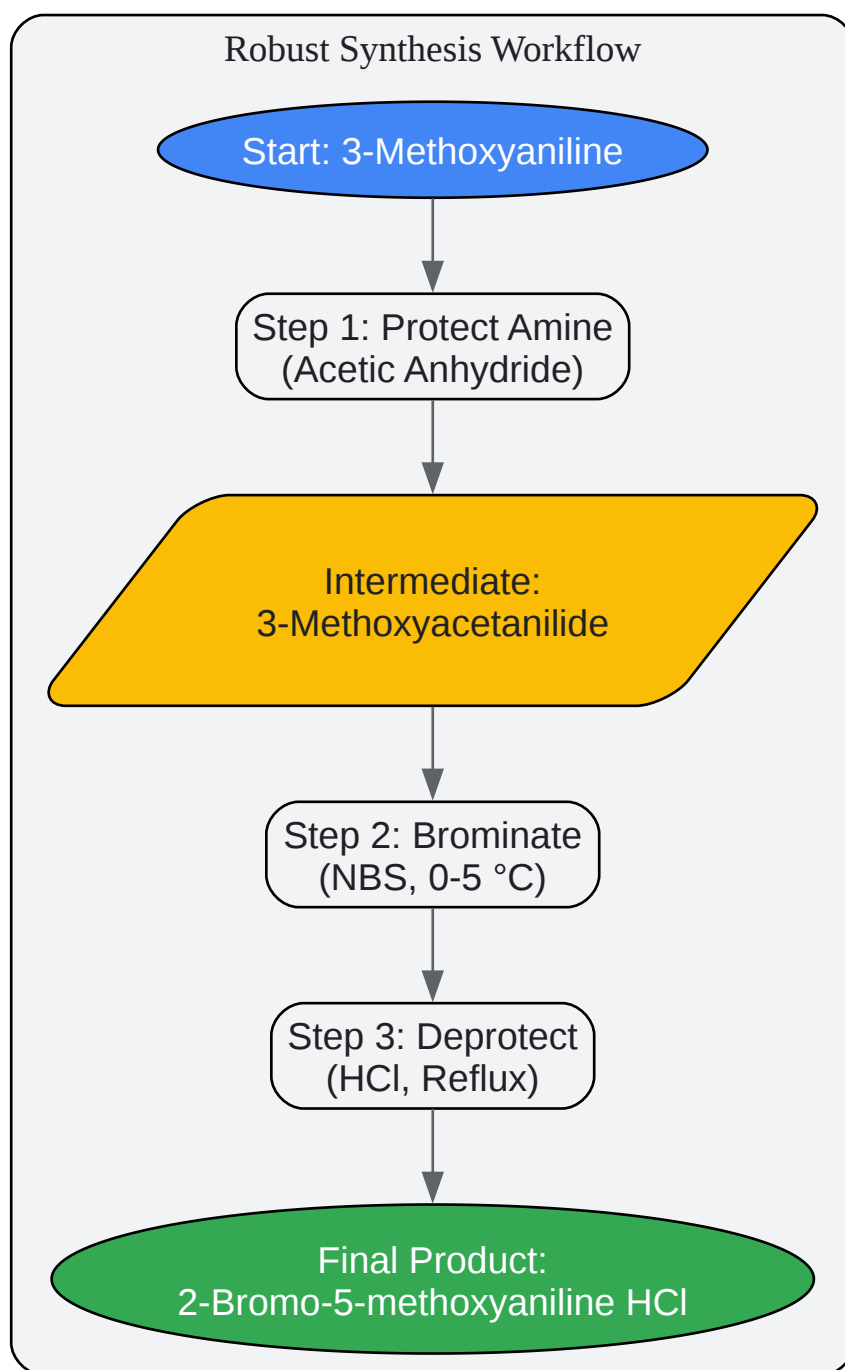 Robust Synthesis Workflow
Start: 3-Methoxyaniline
Step 1: Protect Amine
(Acetic Anhydride)
Intermediate:
3-Methoxyacetanilide
Step 2: Brominate
(NBS, 0-5 °C)
Step 3: Deprotect
(HCl, Reflux)
Final Product:
2-Bromo-5-methoxyaniline HCl